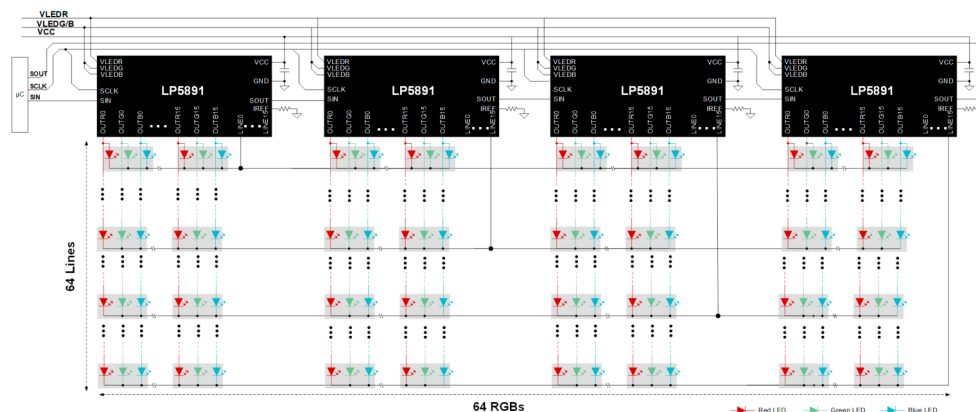 VLEDR
VLEDG/B
VCC
µC
SOUT
SCLK
SIN
VLEDR
VLEDG
VLEDB
SCLK
SIN
LP5891
VCC
GND
SOUT
IREF
OUTR0
OUTG0
OUTB0
OUTR15
OUTG15
OUTB15
LINE0
LINE15
VLEDR
VLEDG
VLEDB
SCLK
SIN
LP5891
VCC
GND
SOUT
IREF
OUTR0
OUTG0
OUTB0
OUTR15
OUTG15
OUTB15
LINE0
LINE15
VLEDR
VLEDG
VLEDB
SCLK
SIN
LP5891
VCC
GND
SOUT
IREF
OUTR0
OUTG0
OUTB0
OUTR15
OUTG15
OUTB15
LINE0
LINE15
VLEDR
VLEDG
VLEDB
SCLK
SIN
LP5891
VCC
GND
SOUT
IREF
OUTR0
OUTG0
OUTB0
OUTR15
OUTG15
OUTB15
LINE0
LINE15
64 Lines
64 RGBs
Red LED
Green LED
Blue LED